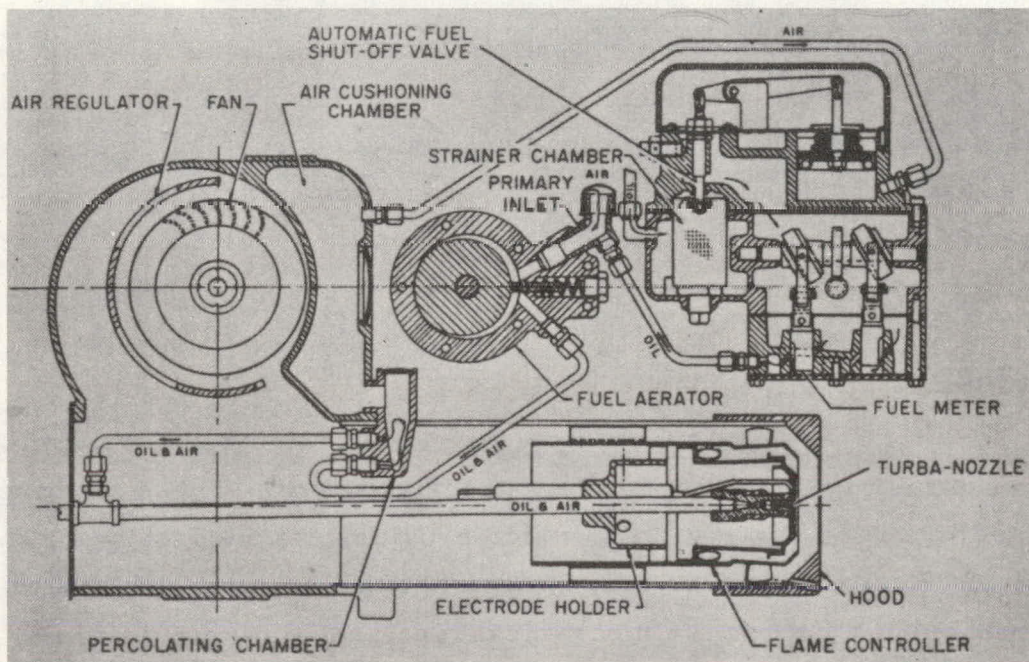 AUTOMATIC FUEL
SHUT-OFF VALVE
AIR
AIR REGULATOR
FAN
AIR CUSHIONING
CHAMBER
STRAINER CHAMBER
PRIMARY
INLET
AIR
OIL
FUEL AERATOR
FUEL METER
OIL & AIR
OIL & AIR
TURBA-NOZZLE
OIL & AIR
ELECTRODE HOLDER
HOOD
PERCOLATING CHAMBER
FLAME CONTROLLER